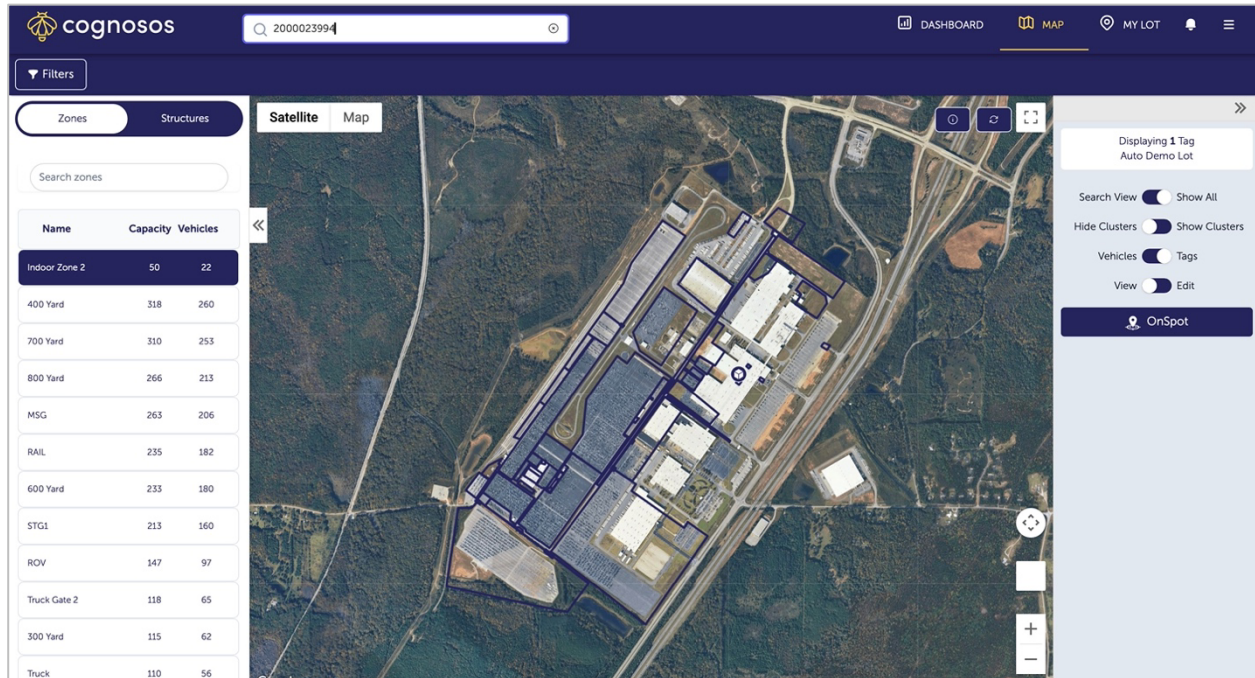 cognosos
2000023994
DASHBOARD
MAP
MY LOT
Filters
Zones Structures
Search zones
Name Capacity Vehicles
Indoor Zone 2 50 22
400 Yard 318 260
700 Yard 310 253
800 Yard 266 213
MSG 263 206
RAIL 235 182
600 Yard 233 180
STG1 213 160
ROV 147 97
Truck Gate 2 118 65
300 Yard 115 62
Truck 110 56
Satellite Map
Displaying 1 Tag
Auto Demo Lot
Search View Show All
Hide Clusters Show Clusters
Vehicles Tags
View Edit
OnSpot